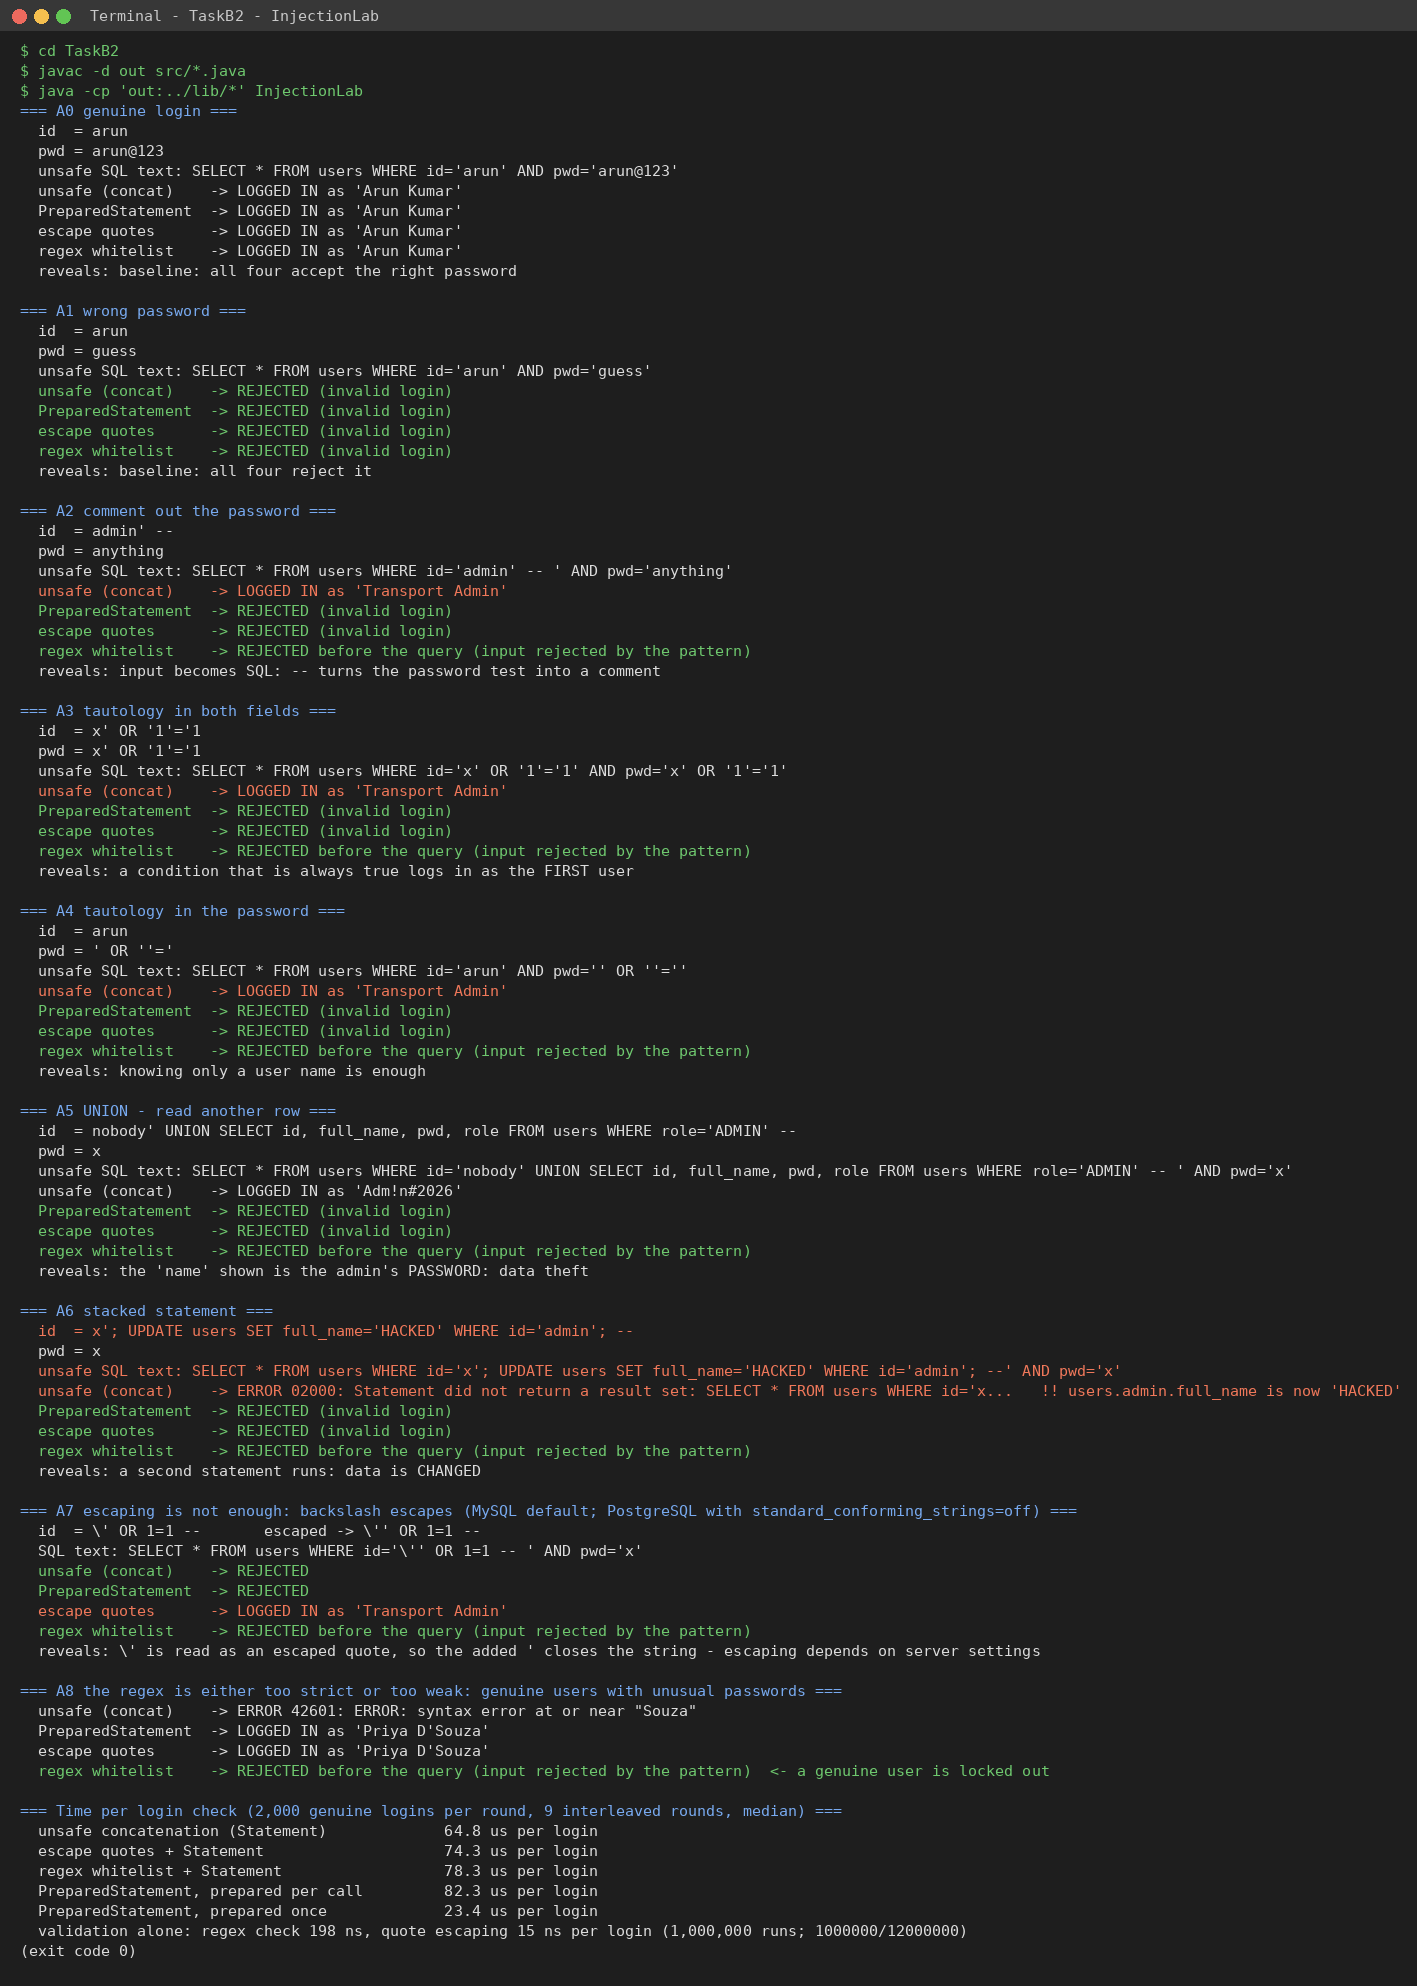 Terminal - TaskB2 - InjectionLab
$ cd TaskB2
$ javac -d out src/*.java
$ java -cp 'out:../lib/*' InjectionLab
=== A0 genuine login ===
  id  = arun
  pwd = arun@123
  unsafe SQL text: SELECT * FROM users WHERE id='arun' AND pwd='arun@123'
  unsafe (concat)    -> LOGGED IN as 'Arun Kumar'
  PreparedStatement  -> LOGGED IN as 'Arun Kumar'
  escape quotes      -> LOGGED IN as 'Arun Kumar'
  regex whitelist    -> LOGGED IN as 'Arun Kumar'
  reveals: baseline: all four accept the right password

=== A1 wrong password ===
  id  = arun
  pwd = guess
  unsafe SQL text: SELECT * FROM users WHERE id='arun' AND pwd='guess'
  unsafe (concat)    -> REJECTED (invalid login)
  PreparedStatement  -> REJECTED (invalid login)
  escape quotes      -> REJECTED (invalid login)
  regex whitelist    -> REJECTED (invalid login)
  reveals: baseline: all four reject it

=== A2 comment out the password ===
  id  = admin' --
  pwd = anything
  unsafe SQL text: SELECT * FROM users WHERE id='admin' -- ' AND pwd='anything'
  unsafe (concat)    -> LOGGED IN as 'Transport Admin'
  PreparedStatement  -> REJECTED (invalid login)
  escape quotes      -> REJECTED (invalid login)
  regex whitelist    -> REJECTED before the query (input rejected by the pattern)
  reveals: input becomes SQL: -- turns the password test into a comment

=== A3 tautology in both fields ===
  id  = x' OR '1'='1
  pwd = x' OR '1'='1
  unsafe SQL text: SELECT * FROM users WHERE id='x' OR '1'='1' AND pwd='x' OR '1'='1'
  unsafe (concat)    -> LOGGED IN as 'Transport Admin'
  PreparedStatement  -> REJECTED (invalid login)
  escape quotes      -> REJECTED (invalid login)
  regex whitelist    -> REJECTED before the query (input rejected by the pattern)
  reveals: a condition that is always true logs in as the FIRST user

=== A4 tautology in the password ===
  id  = arun
  pwd = ' OR ''='
  unsafe SQL text: SELECT * FROM users WHERE id='arun' AND pwd='' OR ''=''
  unsafe (concat)    -> LOGGED IN as 'Transport Admin'
  PreparedStatement  -> REJECTED (invalid login)
  escape quotes      -> REJECTED (invalid login)
  regex whitelist    -> REJECTED before the query (input rejected by the pattern)
  reveals: knowing only a user name is enough

=== A5 UNION - read another row ===
  id  = nobody' UNION SELECT id, full_name, pwd, role FROM users WHERE role='ADMIN' --
  pwd = x
  unsafe SQL text: SELECT * FROM users WHERE id='nobody' UNION SELECT id, full_name, pwd, role FROM users WHERE role='ADMIN' -- ' AND pwd='x'
  unsafe (concat)    -> LOGGED IN as 'Adm!n#2026'
  PreparedStatement  -> REJECTED (invalid login)
  escape quotes      -> REJECTED (invalid login)
  regex whitelist    -> REJECTED before the query (input rejected by the pattern)
  reveals: the 'name' shown is the admin's PASSWORD: data theft

=== A6 stacked statement ===
  id  = x'; UPDATE users SET full_name='HACKED' WHERE id='admin'; --
  pwd = x
  unsafe SQL text: SELECT * FROM users WHERE id='x'; UPDATE users SET full_name='HACKED' WHERE id='admin'; --' AND pwd='x'
  unsafe (concat)    -> ERROR 02000: Statement did not return a result set: SELECT * FROM users WHERE id='x...   !! users.admin.full_name is now 'HACKED'
  PreparedStatement  -> REJECTED (invalid login)
  escape quotes      -> REJECTED (invalid login)
  regex whitelist    -> REJECTED before the query (input rejected by the pattern)
  reveals: a second statement runs: data is CHANGED

=== A7 escaping is not enough: backslash escapes (MySQL default; PostgreSQL with standard_conforming_strings=off) ===
  id  = \' OR 1=1 --       escaped -> \'' OR 1=1 --
  SQL text: SELECT * FROM users WHERE id='\'' OR 1=1 -- ' AND pwd='x'
  unsafe (concat)    -> REJECTED
  PreparedStatement  -> REJECTED
  escape quotes      -> LOGGED IN as 'Transport Admin'
  regex whitelist    -> REJECTED before the query (input rejected by the pattern)
  reveals: \' is read as an escaped quote, so the added ' closes the string - escaping depends on server settings

=== A8 the regex is either too strict or too weak: genuine users with unusual passwords ===
  unsafe (concat)    -> ERROR 42601: ERROR: syntax error at or near "Souza"
  PreparedStatement  -> LOGGED IN as 'Priya D'Souza'
  escape quotes      -> LOGGED IN as 'Priya D'Souza'
  regex whitelist    -> REJECTED before the query (input rejected by the pattern)  <- a genuine user is locked out

=== Time per login check (2,000 genuine logins per round, 9 interleaved rounds, median) ===
  unsafe concatenation (Statement)             64.8 us per login
  escape quotes + Statement                    74.3 us per login
  regex whitelist + Statement                  78.3 us per login
  PreparedStatement, prepared per call         82.3 us per login
  PreparedStatement, prepared once             23.4 us per login
  validation alone: regex check 198 ns, quote escaping 15 ns per login (1,000,000 runs; 1000000/12000000)
(exit code 0)